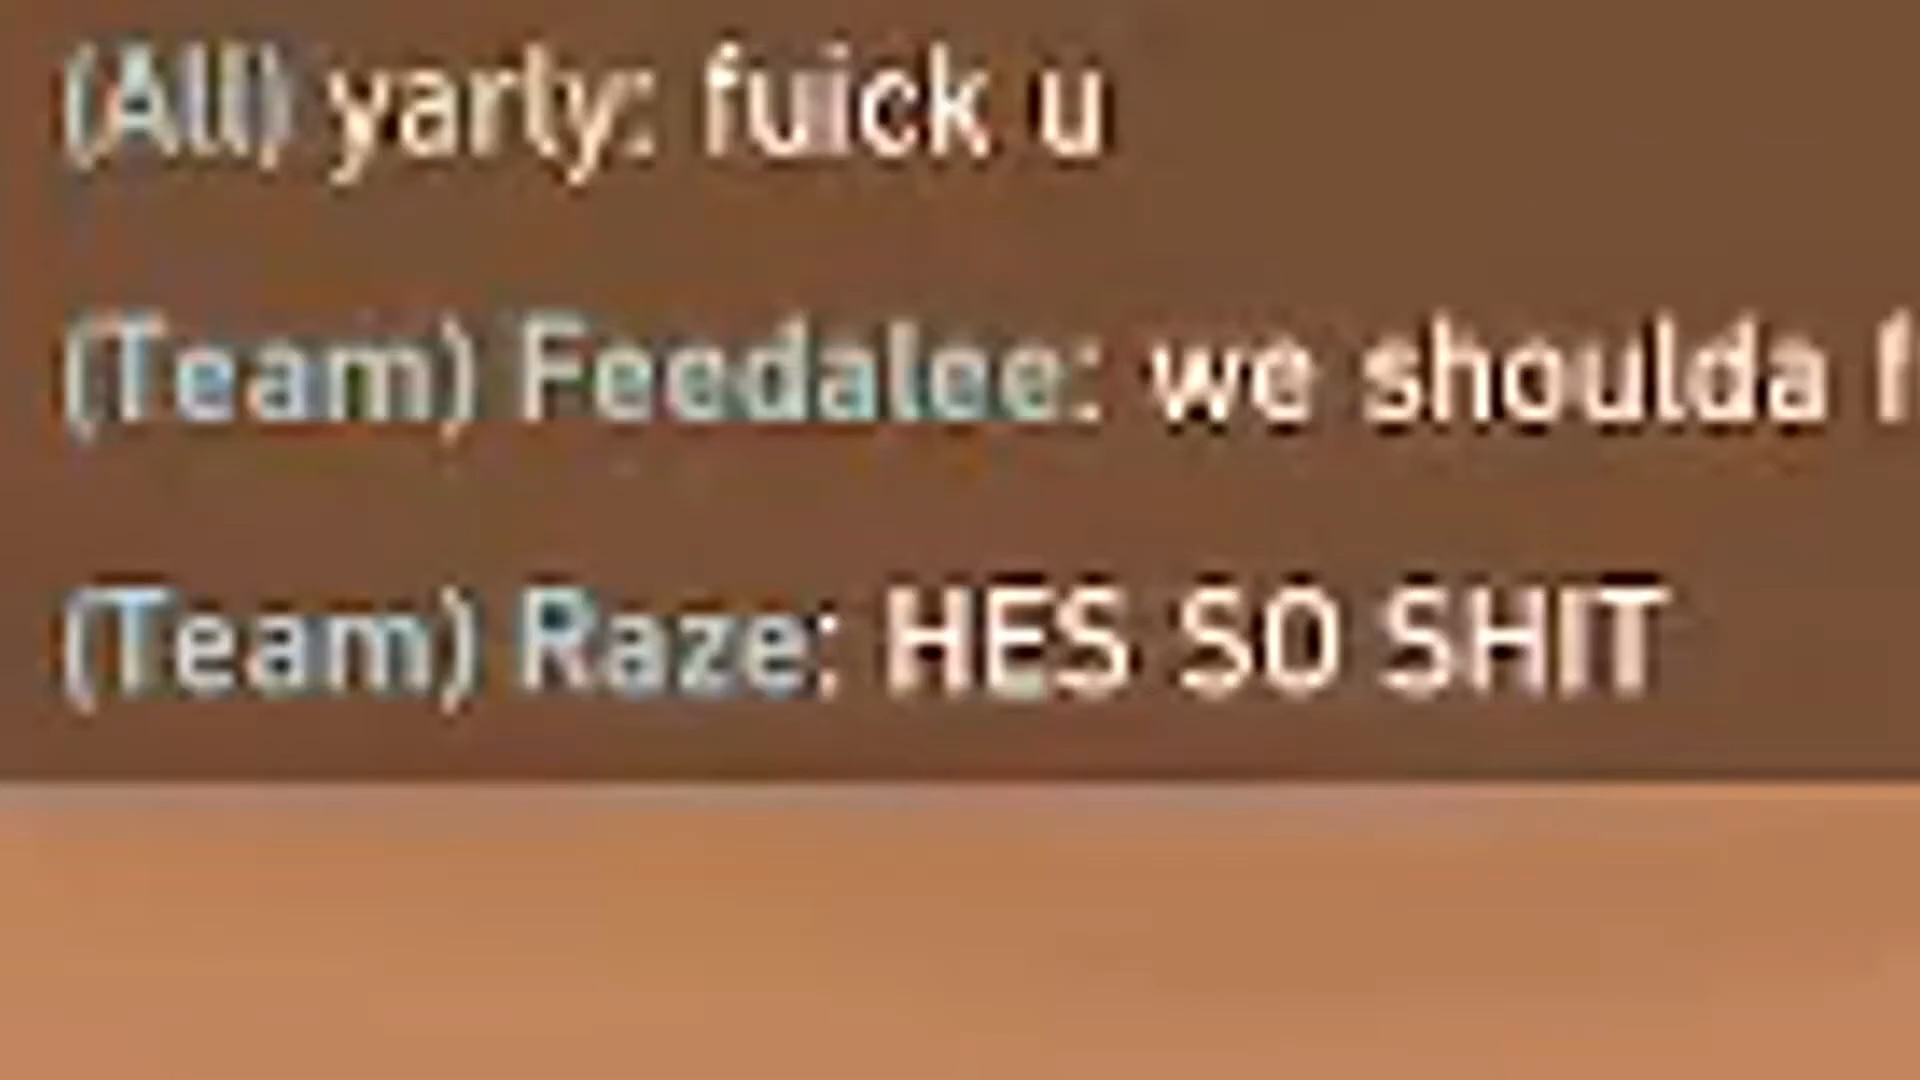 (All) yarly: fuick u
(Team) Feedalee: we shoulda f
(Team) Raze: HES SO SHIT